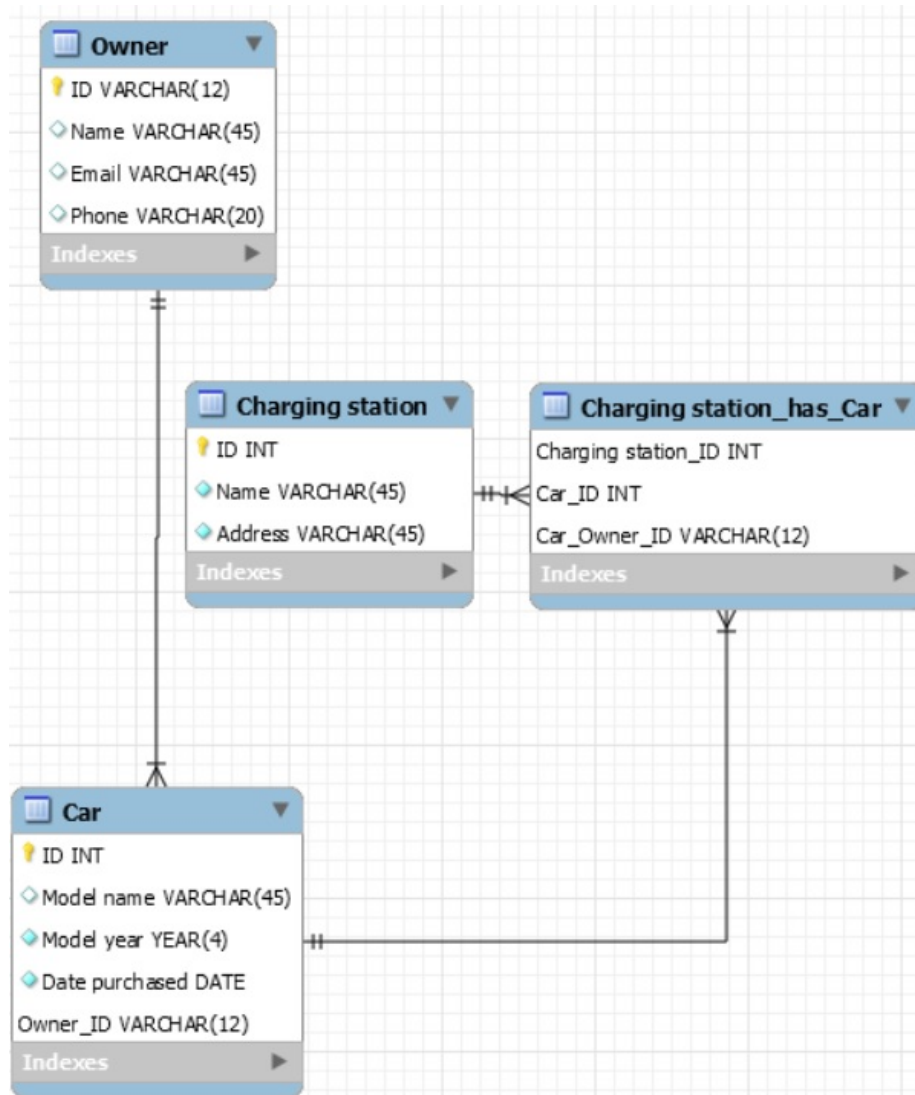 Owner
ID VARCHAR(12)
Name VARCHAR(45)
Email VARCHAR(45)
Phone VARCHAR(20)
Indexes
Charging station
ID INT
Name VARCHAR(45)
Address VARCHAR(45)
Indexes
Charging station_has_Car
Charging station_ID INT
Car_ID INT
Car_Owner_ID VARCHAR(12)
Indexes
Car
ID INT
Model name VARCHAR(45)
Model year YEAR(4)
Date purchased DATE
Owner_ID VARCHAR(12)
Indexes